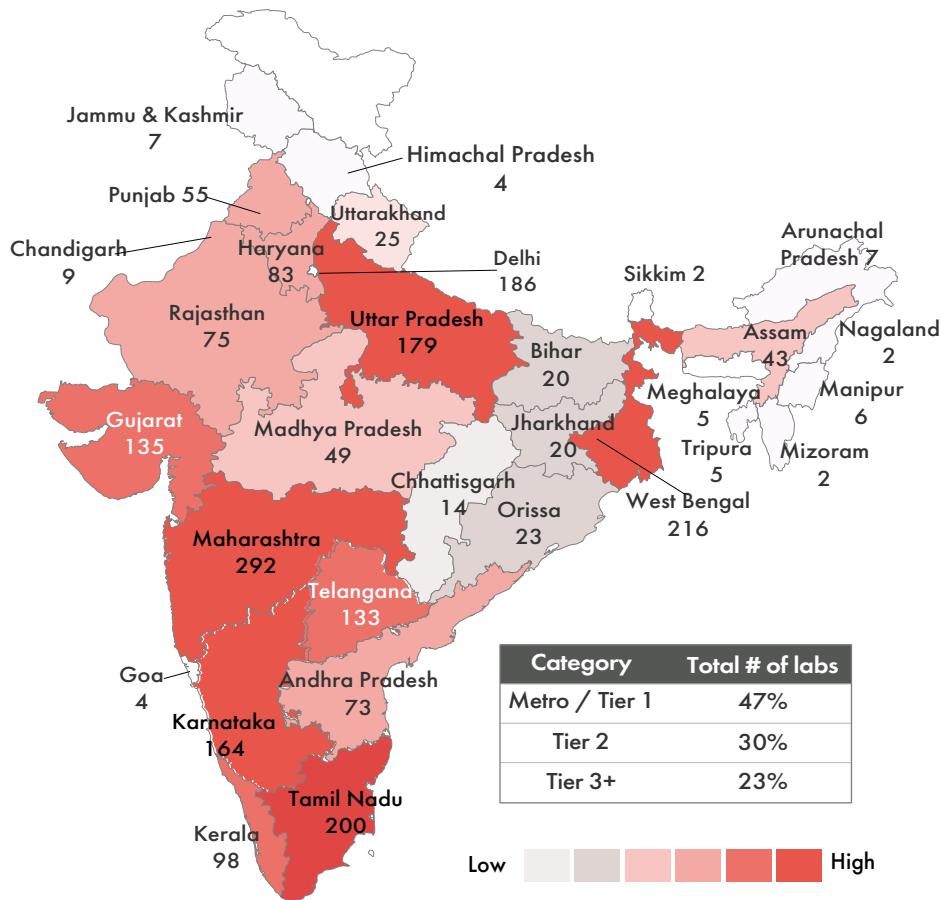 Jammu & Kashmir
7
Himachal Pradesh
4
Punjab 55
Uttarakhand
25
Chandigarh
9
Haryana
83
Delhi
186
Arunachal
Pradesh 7
Sikkim 2
Rajasthan
75
Uttar Pradesh
179
Assam
43
Nagaland
2
Bihar
20
Meghalaya
5
Manipur
6
Gujarat
135
Madhya Pradesh
49
Jharkhand
20
Tripura
5
Mizoram
2
Chhattisgarh
14
West Bengal
216
Orissa
23
Maharashtra
292
Telangana
133
Goa
4
Andhra Pradesh
73
Karnataka
164
Tamil Nadu
200
Kerala
98
Category Total # of labs
Metro / Tier 1 47%
Tier 2 30%
Tier 3+ 23%
Low High